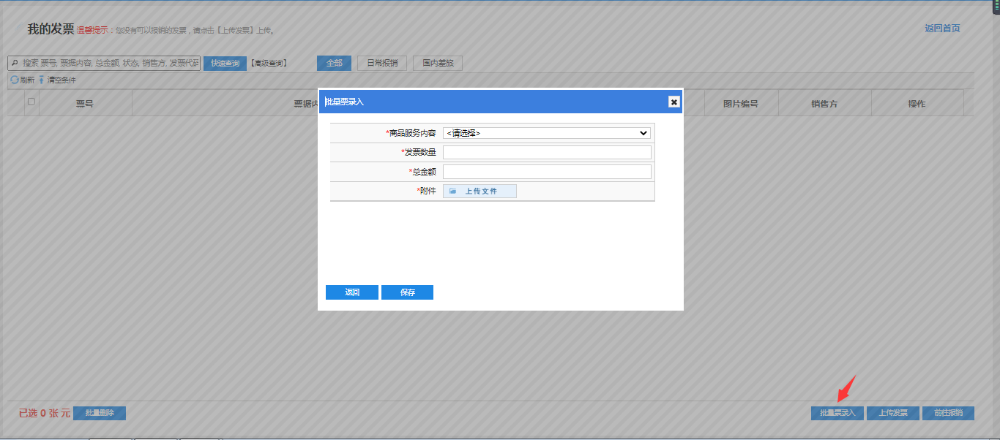 我的发票 温馨提示：您没有可以报销的发票，请点击【上传发票】上传。
返回首页
搜索 票号, 票据内容, 总金额, 状态, 销售方, 发票代码
快速查询 【高级查询】 全部 日常报销 国内差旅
刷新 清空条件
票号 票据内 图片编号 销售方 操作
批量票录入
*商品服务内容 <请选择>
*发票数量
*总金额
*附件 上传文件
返回 保存
已选 0 张 元 批量删除 批量票录入 上传发票 前往报销